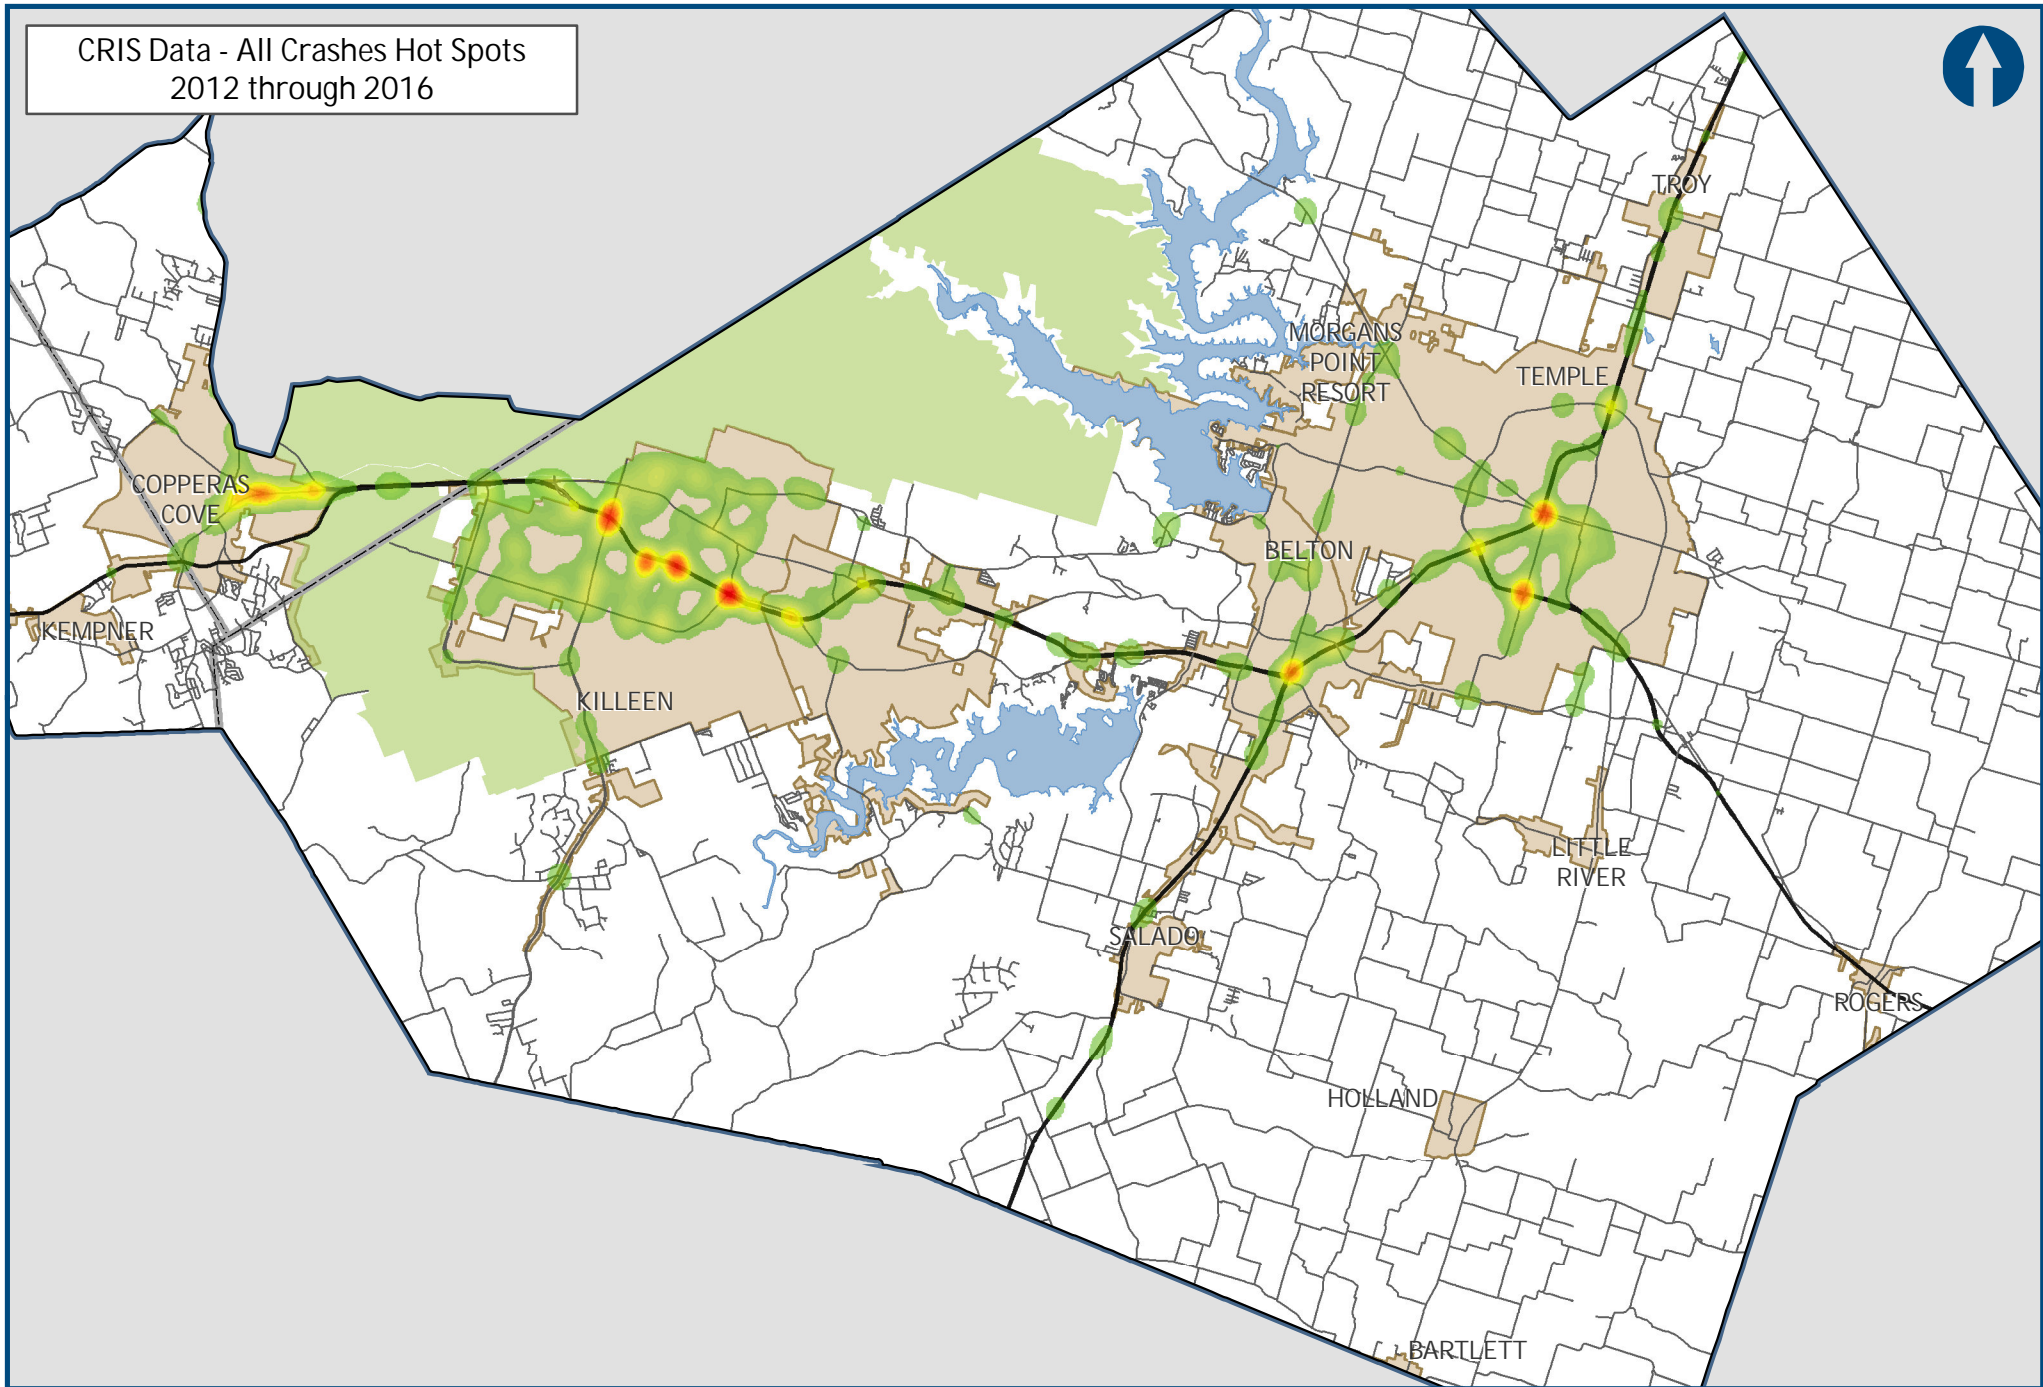 CRIS Data - All Crashes Hot Spots
2012 through 2016
TROY
MORGANS
POINT
RESORT
TEMPLE
COPPERAS
COVE
BELTON
KEMPNER
KILLEEN
LITTLE
RIVER
SALADO
ROGERS
HOLLAND
BARTLETT